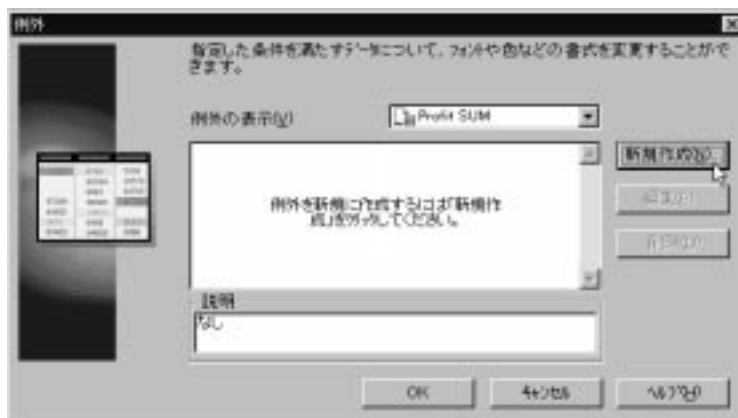 例外
指定した条件を満たすデータについて、フォントや色などの書式を変更することがで
きます。
例外の表示(V)
Profit SUM
新規作成(N)...
例外を新規に作成するには「新規作
成」をクリックしてください。
編集(E)...
削除(D)
説明
なし
OK
キャンセル
ヘルプ(H)